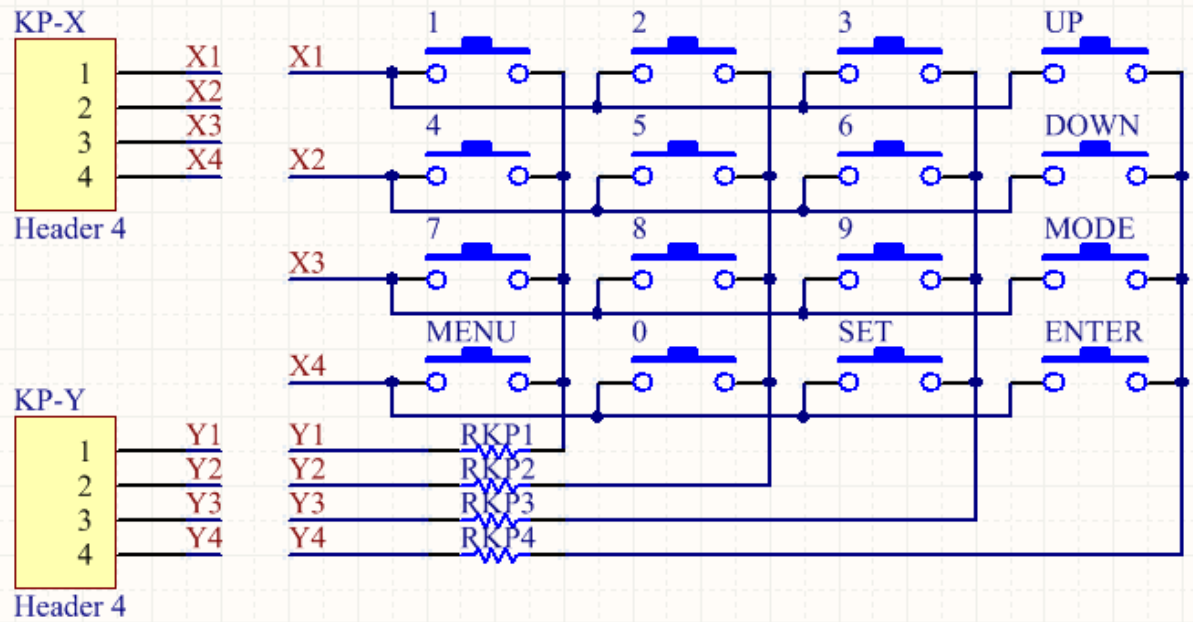 KP-X
1 X1
2 X2
3 X3
4 X4
Header 4
X1 1 2 3 UP
X2 4 5 6 DOWN
X3 7 8 9 MODE
X4 MENU 0 SET ENTER
KP-Y
1 Y1
2 Y2
3 Y3
4 Y4
Header 4
Y1 RKP1
Y2 RKP2
Y3 RKP3
Y4 RKP4